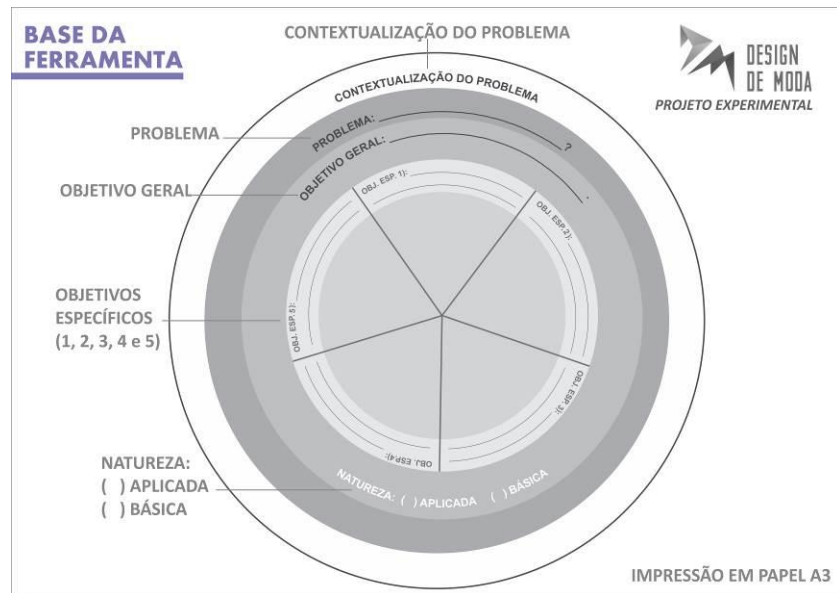 BASE DA
FERRAMENTA
CONTEXTUALIZAÇÃO DO PROBLEMA
DESIGN
DE MODA
PROJETO EXPERIMENTAL
CONTEXTUALIZAÇÃO DO PROBLEMA
PROBLEMA
PROBLEMA: ?
OBJETIVO GERAL
OBJETIVO GERAL: .
OBJ. ESP. 1):
OBJ. ESP. 2):
OBJETIVOS
ESPECÍFICOS
(1, 2, 3, 4 e 5)
OBJ. ESP. 5):
OBJ. ESP. 3):
OBJ. ESP.4):
NATUREZA:
( ) APLICADA
( ) BÁSICA
NATUREZA: ( ) APLICADA ( ) BÁSICA
IMPRESSÃO EM PAPEL A3